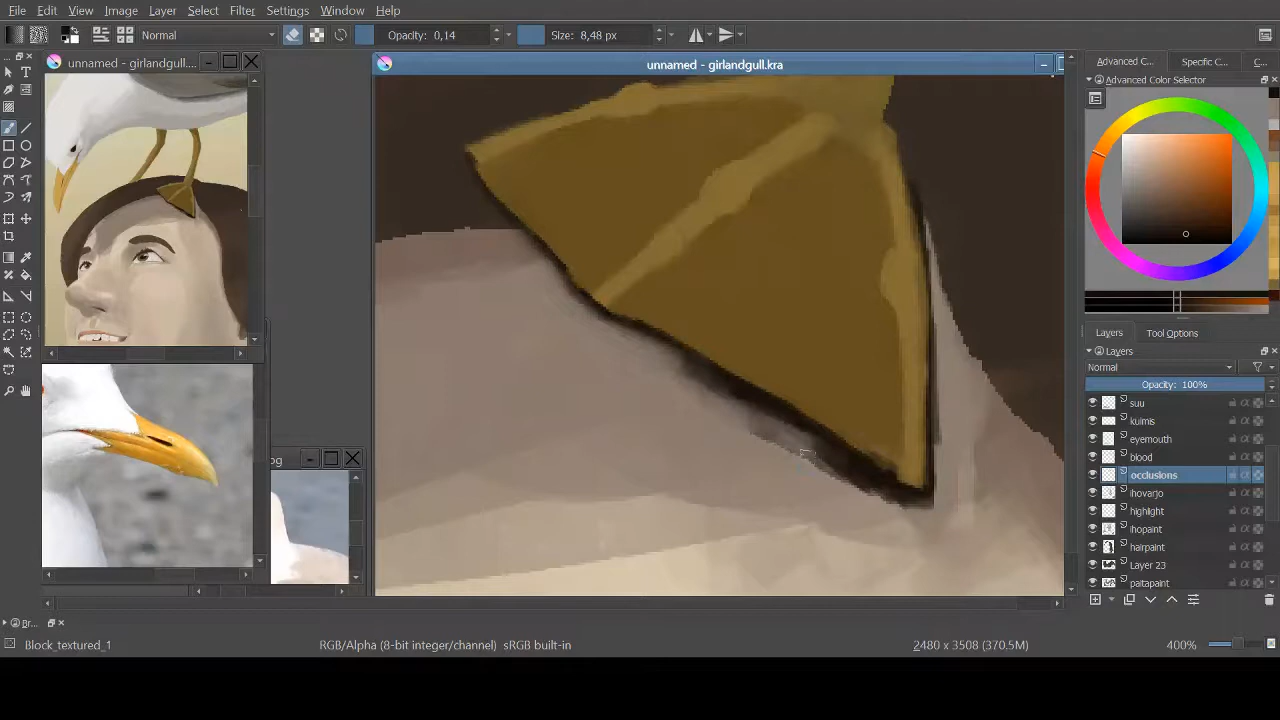 File Edit View Image Layer Select Filter Settings Window Help
Normal Opacity: 0,14 Size: 8,48 px
unnamed - girlandgull....
unnamed - girlandgull.kra
Advanced C... Specific C... C...
Advanced Color Selector
Layers Tool Options
Layers
Normal
Opacity: 100%
suu
kulmis
eyemouth
blood
occlusions
ihovarjo
highlight
ihopaint
hairpaint
Layer 23
paitapaint
og
Br...
Block_textured_1 RGB/Alpha (8-bit integer/channel) sRGB built-in 2480 x 3508 (370.5M) 400%